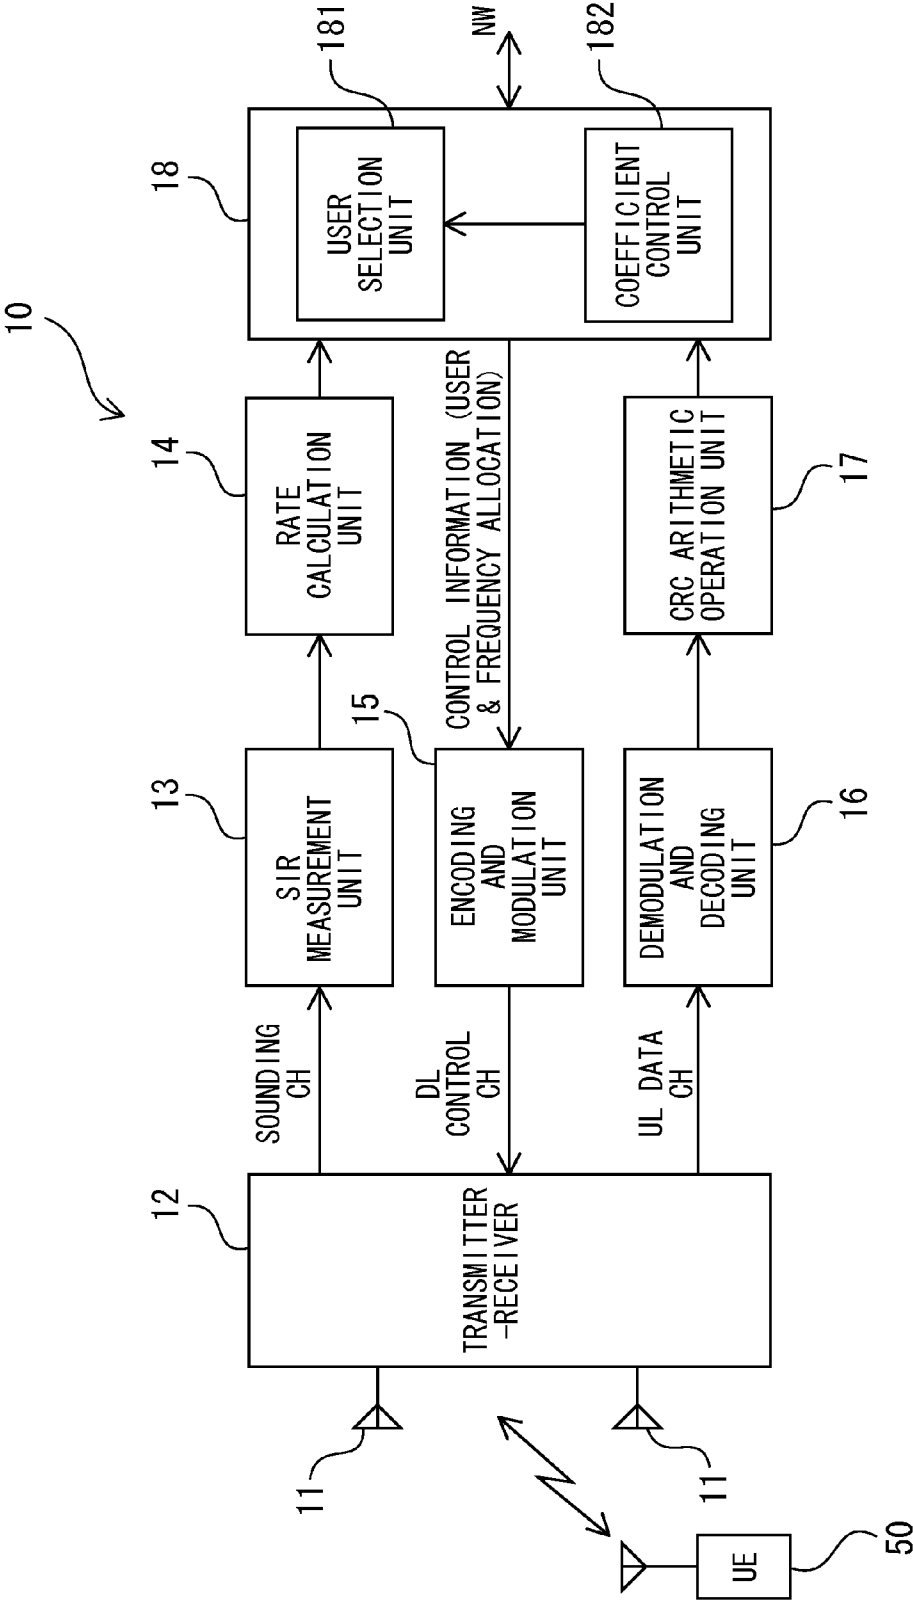 10
11
11
12
TRANSMITTER
-RECEIVER
50
UE
SOUNDING
CH
DL
CONTROL
CH
UL DATA
CH
13
SIR
MEASUREMENT
UNIT
15
ENCODING
AND
MODULATION
UNIT
16
DEMODULATION
AND
DECODING
UNIT
14
RATE
CALCULATION
UNIT
CONTROL INFORMATION (USER
& FREQUENCY ALLOCATION)
17
CRC ARITHMETIC
OPERATION UNIT
18
181
USER
SELECTION
UNIT
182
COEFFICIENT
CONTROL
UNIT
NW